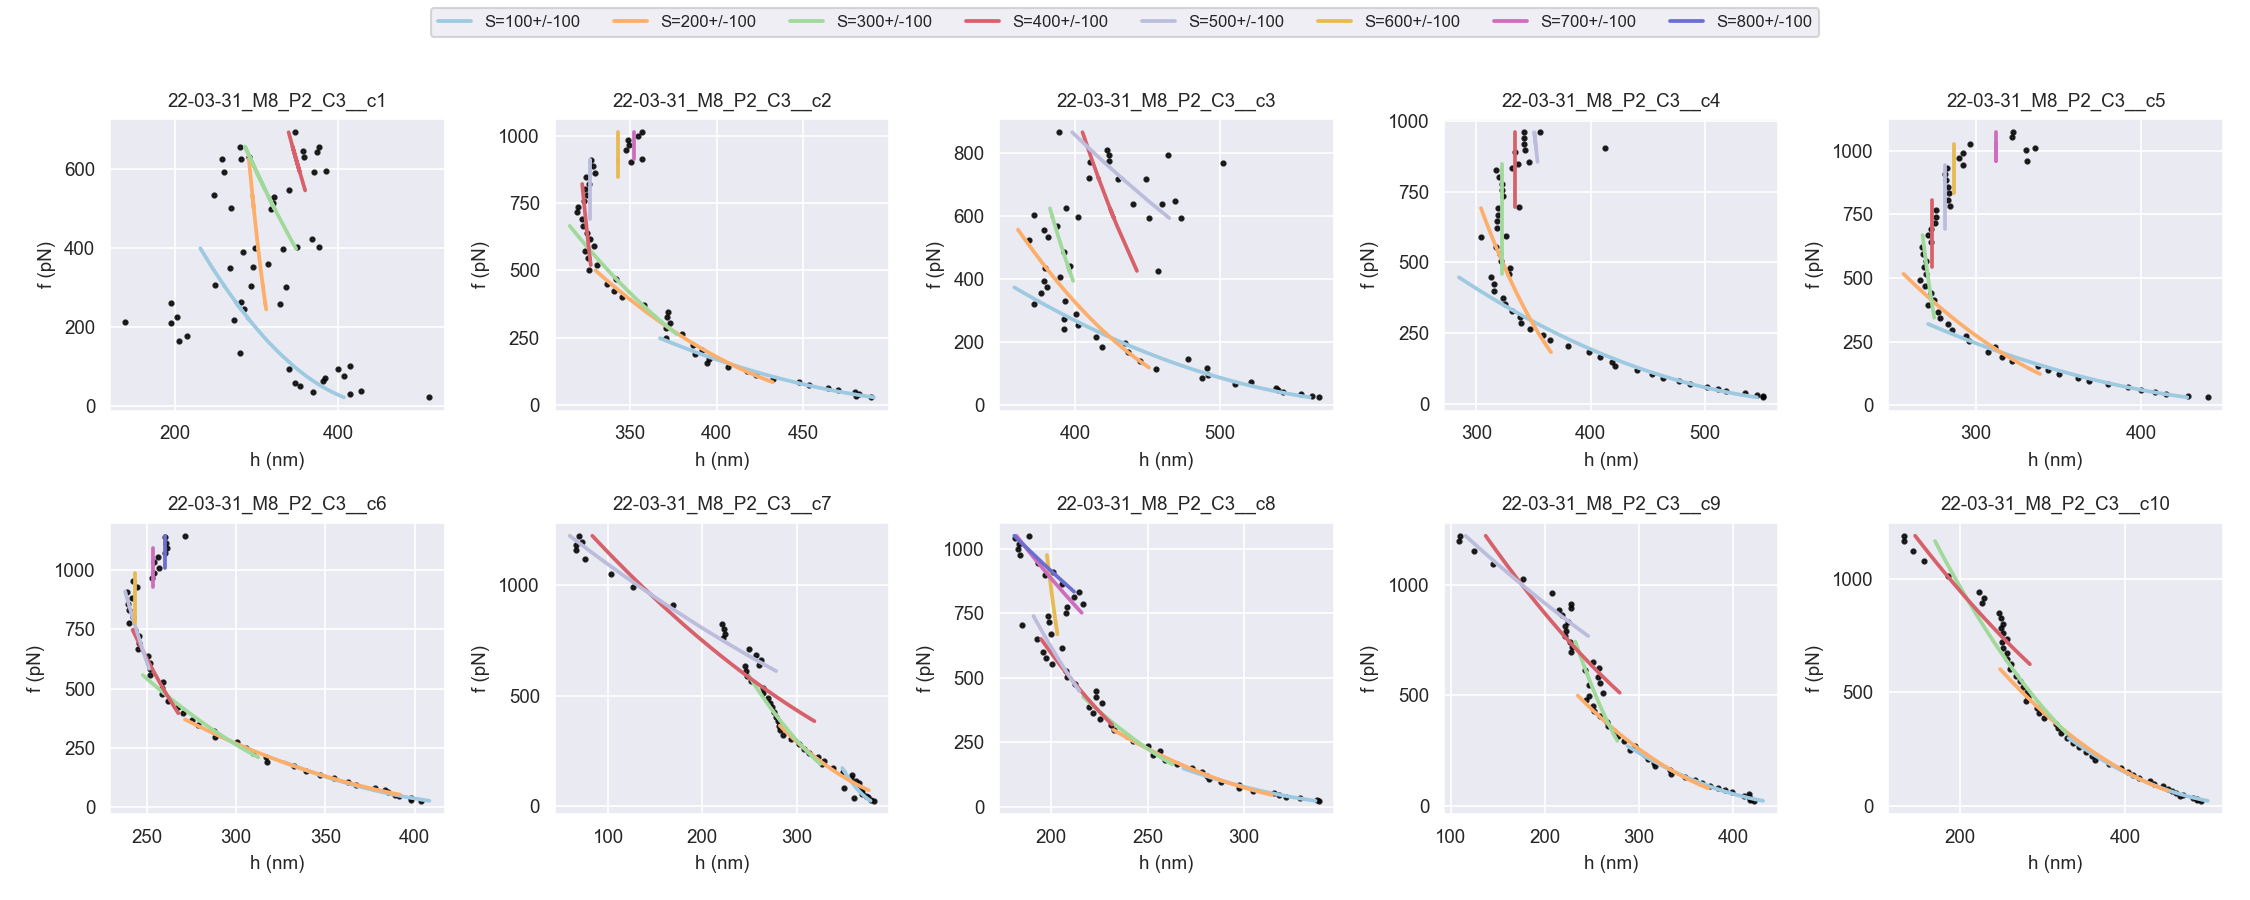 S=100+/-100 S=200+/-100 S=300+/-100 S=400+/-100 S=500+/-100 S=600+/-100 S=700+/-100 S=800+/-100
22-03-31_M8_P2_C3__c1
f (pN)
600
400
200
0
200 400
h (nm)
22-03-31_M8_P2_C3__c2
f (pN)
1000
750
500
250
0
350 400 450
h (nm)
22-03-31_M8_P2_C3__c3
f (pN)
800
600
400
200
0
400 500
h (nm)
22-03-31_M8_P2_C3__c4
f (pN)
1000
750
500
250
0
300 400 500
h (nm)
22-03-31_M8_P2_C3__c5
f (pN)
1000
750
500
250
0
300 400
h (nm)
22-03-31_M8_P2_C3__c6
f (pN)
1000
750
500
250
0
250 300 350 400
h (nm)
22-03-31_M8_P2_C3__c7
f (pN)
1000
500
0
100 200 300
h (nm)
22-03-31_M8_P2_C3__c8
f (pN)
1000
750
500
250
0
200 250 300
h (nm)
22-03-31_M8_P2_C3__c9
f (pN)
1000
500
0
100 200 300 400
h (nm)
22-03-31_M8_P2_C3__c10
f (pN)
1000
500
0
200 400
h (nm)